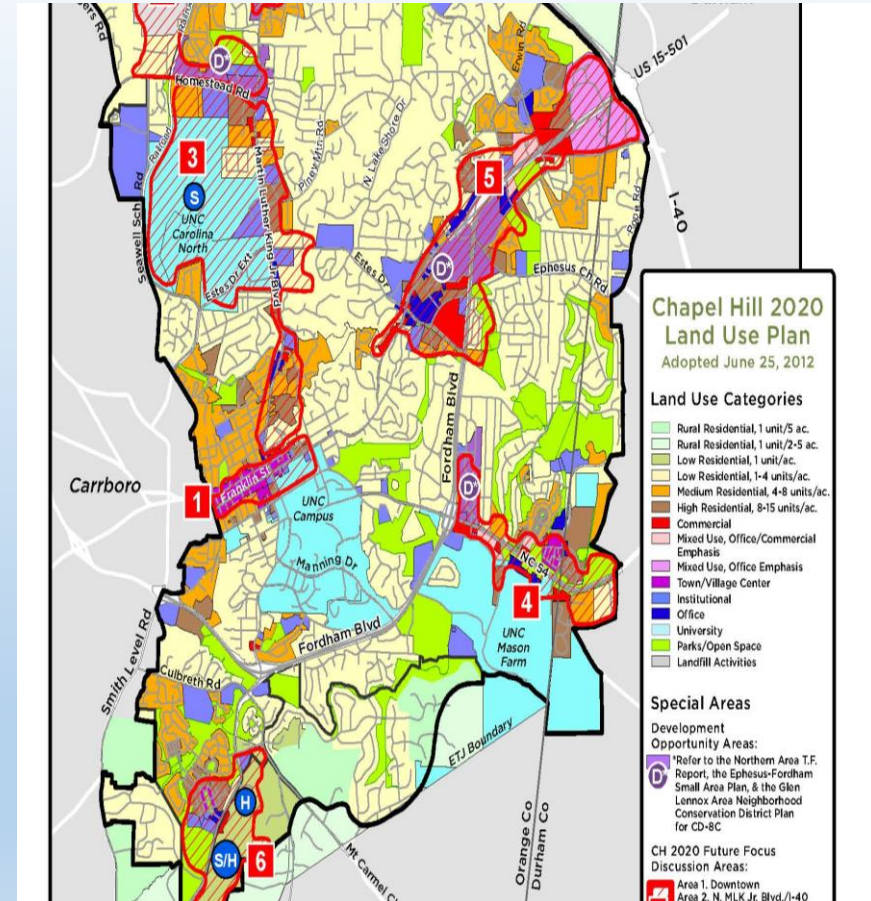 US 15-501
Erwin Rd
D*
Homestead Rd
Railroad
3
Piney Mtn Rd
N. Lake Shore Dr
Martin Luther King Jr. Blvd
5
S
UNC
Carolina
North
Seawell Sch Rd
I-40
Estes Dr Ext
Estes Dr
D*
Ephesus Ch Rd
Chapel Hill 2020
Land Use Plan
Adopted June 25, 2012
Land Use Categories
Rural Residential, 1 unit/5 ac.
Rural Residential, 1 unit/2-5 ac.
Low Residential, 1 unit/ac.
Low Residential, 1-4 units/ac.
Medium Residential, 4-8 units/ac.
High Residential, 8-15 units/ac.
Commercial
Mixed Use, Office/Commercial
Emphasis
Mixed Use, Office Emphasis
Town/Village Center
Institutional
Office
University
Parks/Open Space
Landfill Activities
Fordham Blvd
Carrboro
1
Franklin St
D*
UNC
Campus
Manning Dr
NC 54
4
Fordham Blvd
UNC
Mason
Farm
Smith Level Rd
Culbreth Rd
ETJ Boundary
Special Areas
Development
Opportunity Areas:
D*
*Refer to the Northern Area T.F.
Report, the Ephesus-Fordham
Small Area Plan, & the Glen
Lennox Area Neighborhood
Conservation District Plan
for CD-8C
H
S/H
6
Mt Carmel
Orange Co
Durham Co
CH 2020 Future Focus
Discussion Areas:
Area 1. Downtown
Area 2. N. MLK Jr. Blvd./I-40